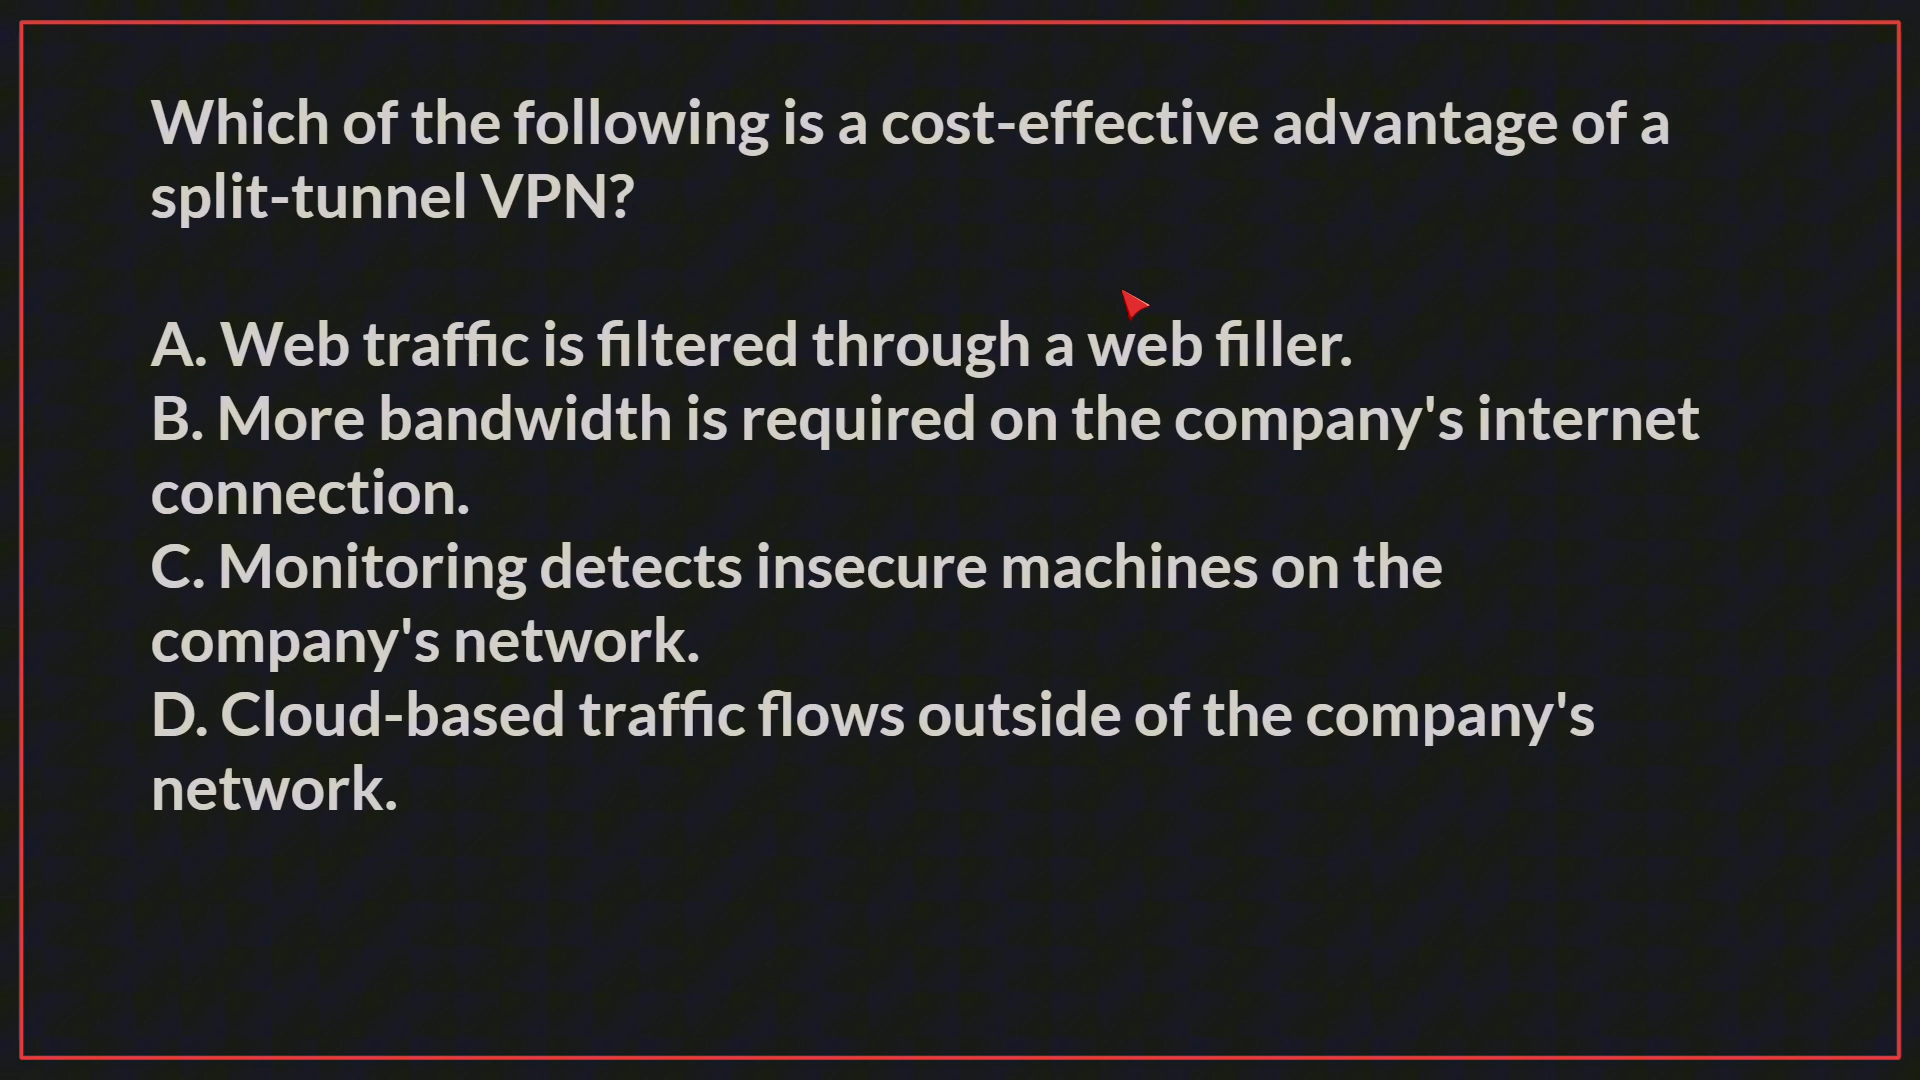 Which of the following is a cost-effective advantage of a
split-tunnel VPN?
A. Web traffic is filtered through a web filler.
B. More bandwidth is required on the company's internet
connection.
C. Monitoring detects insecure machines on the
company's network.
D. Cloud-based traffic flows outside of the company's
network.